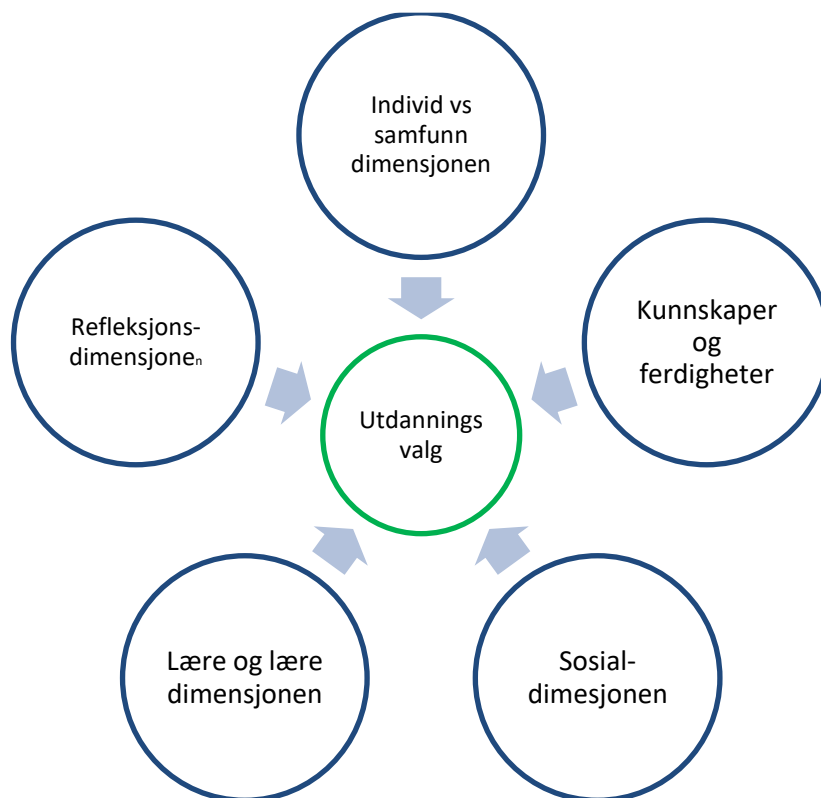 Individ vs
samfunn
dimensjonen
Refleksjons-
dimensjonen
Kunnskaper
og
ferdigheter
Utdannings
valg
Lære og lære
dimensjonen
Sosial-
dimesjonen